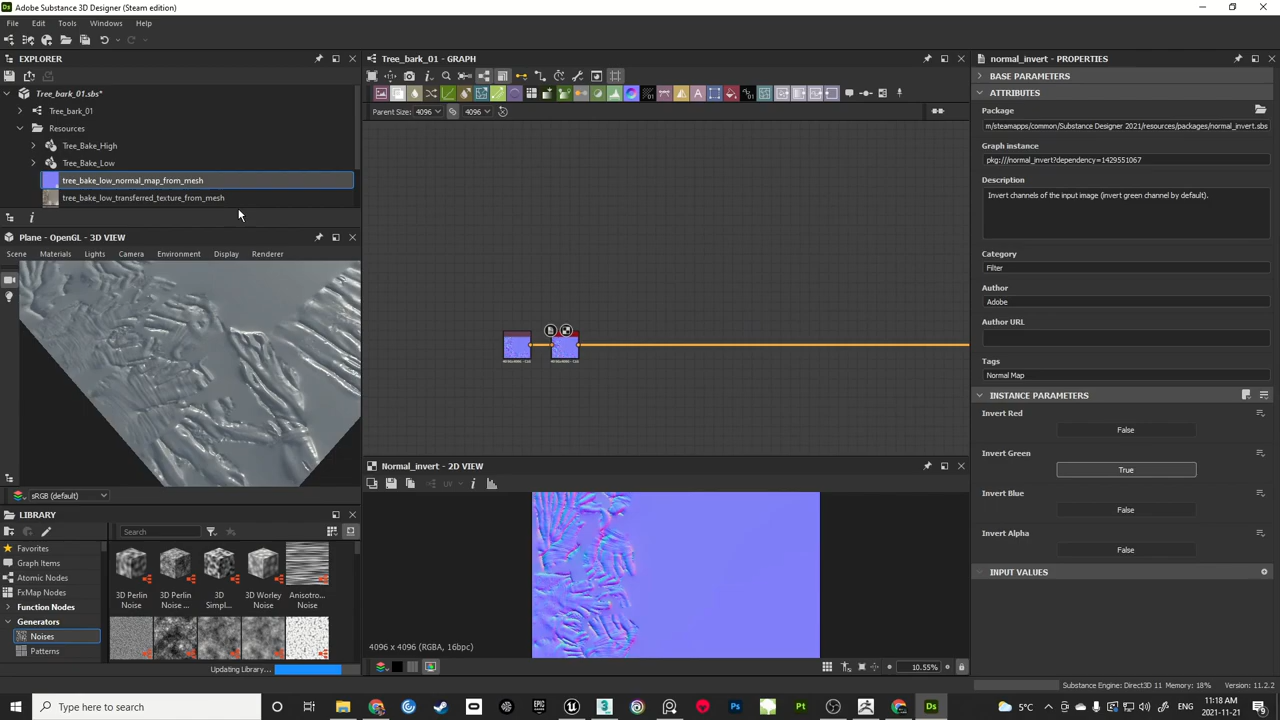 Adobe Substance 3D Designer (Steam edition)
File Edit Tools Windows Help
EXPLORER
Tree_bark_01.sbs*
Tree_bark_01
Resources
Tree_Bake_High
Tree_Bake_Low
tree_bake_low_normal_map_from_mesh
tree_bake_low_transferred_texture_from_mesh
Plane - OpenGL - 3D VIEW
Scene Materials Lights Camera Environment Display Renderer
sRGB (default)
LIBRARY
Search
Favorites
Graph Items
Atomic Nodes
FxMap Nodes
Function Nodes
Generators
Noises
Patterns
3D Perlin Noise
3D Perlin Noise ...
3D Simpl... Noise
3D Worley Noise
Anisotro... Noise
Updating Library...
Tree_bark_01 - GRAPH
Parent Size: 4096 4096
Normal_invert - 2D VIEW
UV
4096 x 4096 (RGBA, 16bpc)
10.55%
normal_invert - PROPERTIES
BASE PARAMETERS
ATTRIBUTES
Package
m/steamapps/common/Substance Designer 2021/resources/packages/normal_invert.sbs
Graph instance
pkg:///normal_invert?dependency=1429551067
Description
Invert channels of the input image (invert green channel by default).
Category
Filter
Author
Adobe
Author URL
Tags
Normal Map
INSTANCE PARAMETERS
Invert Red
False
Invert Green
True
Invert Blue
False
Invert Alpha
False
INPUT VALUES
Substance Engine: Direct3D 11 Memory: 18% Version: 11.2.2
Type here to search
Ps
Pt
Ds
5°C
11:18 AM
2021-11-21